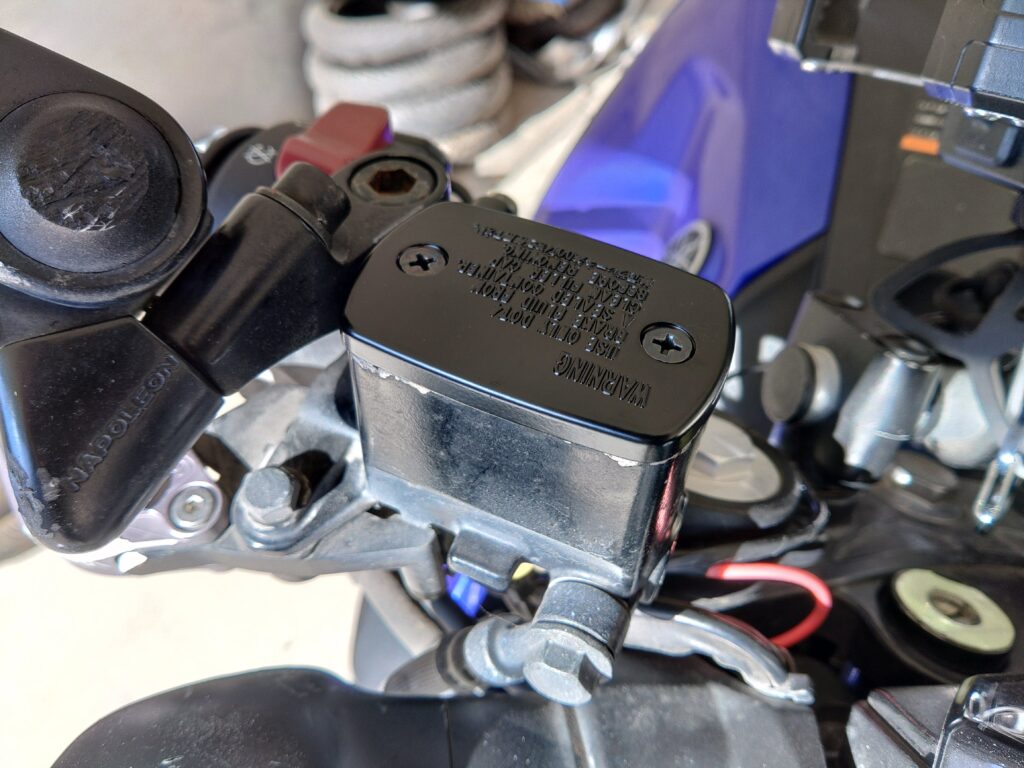 WARNING
USE ONLY DOT4
BRAKE FLUID FROM
SEALED CONTAINER
CLEAN FILLER CAP
BEFORE REMOVING
NAPOLEON